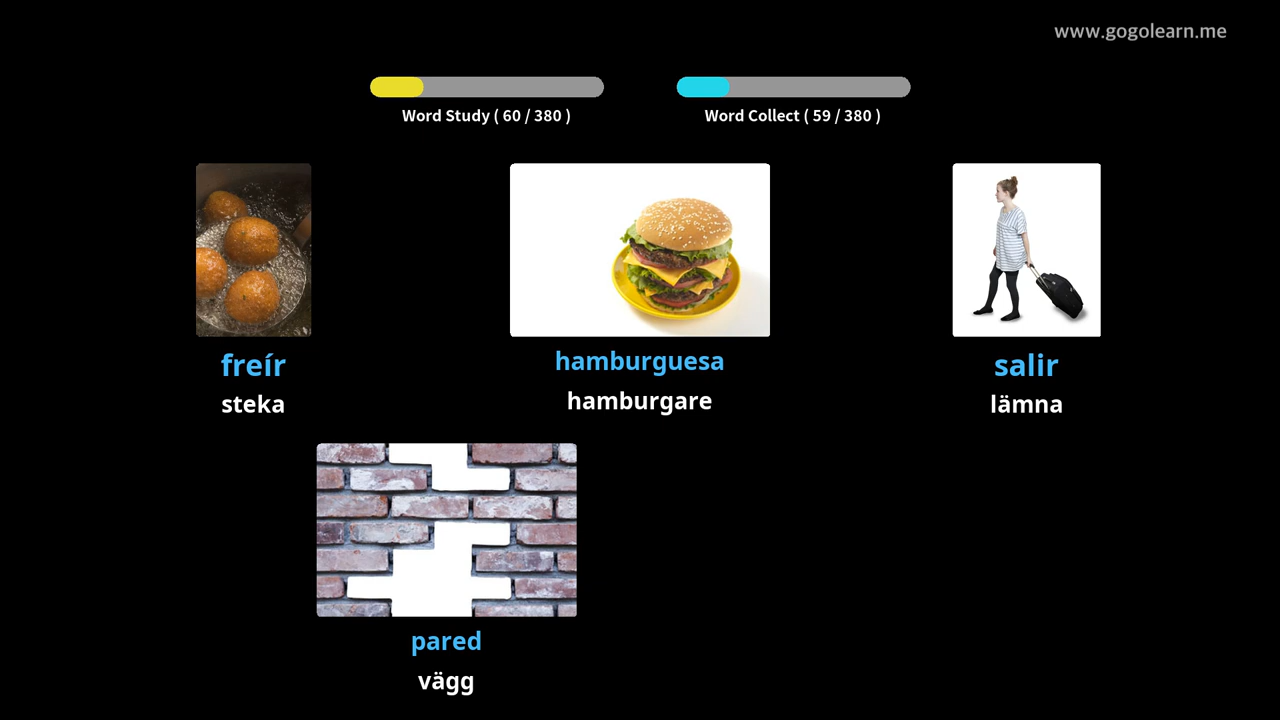 www.gogolearn.me
Word Study ( 60 / 380 )
Word Collect ( 59 / 380 )
freír
steka
hamburguesa
hamburgare
salir
lämna
pared
vägg